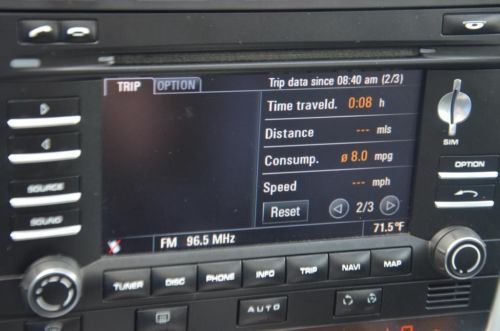 TRIP OPTION Trip data since 08:40 am (2/3)
Time traveld. 0:08 h
Distance --- mls
Consump. ø 8.0 mpg
Speed --- mph
Reset 2/3
FM 96.5 MHz 71.5°F
SOURCE
SOUND
SIM
OPTION
TUNER DISC PHONE INFO TRIP NAVI MAP
AUTO